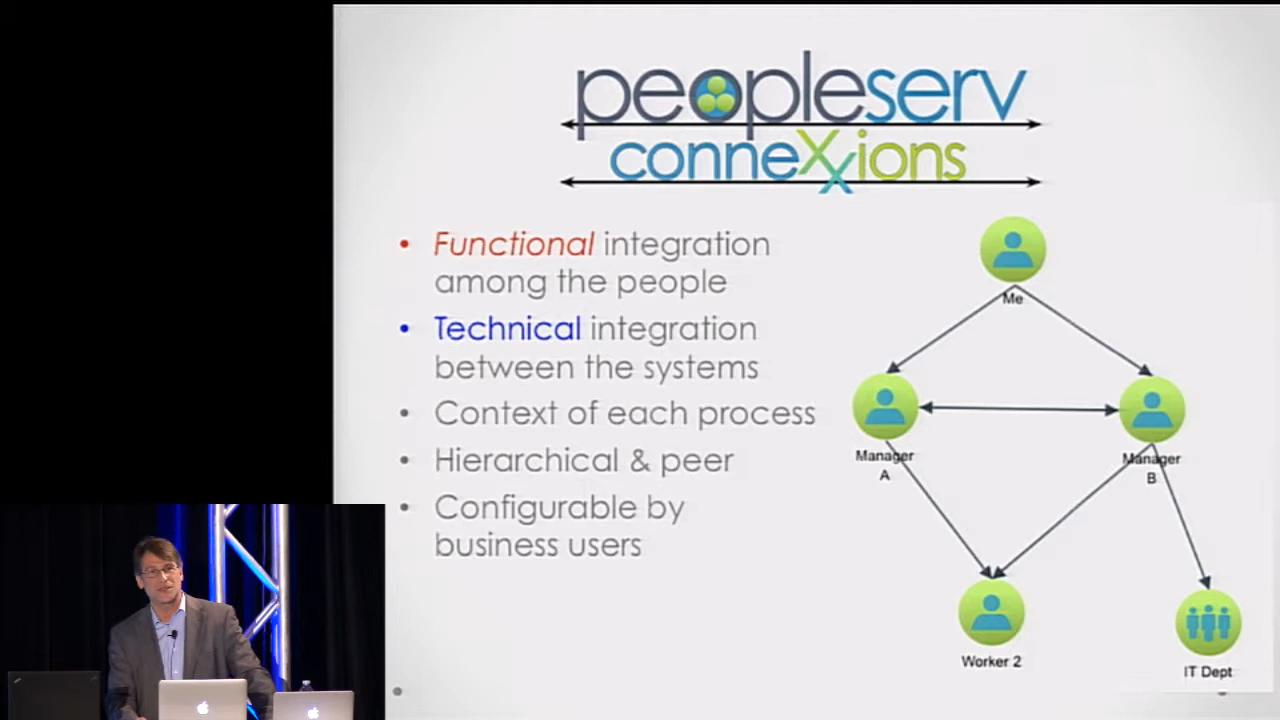 peopleserv
conneXxions
• Functional integration
among the people
• Technical integration
between the systems
• Context of each process
• Hierarchical & peer
• Configurable by
business users
Me
Manager
A
Manager
B
Worker 2
IT Dept